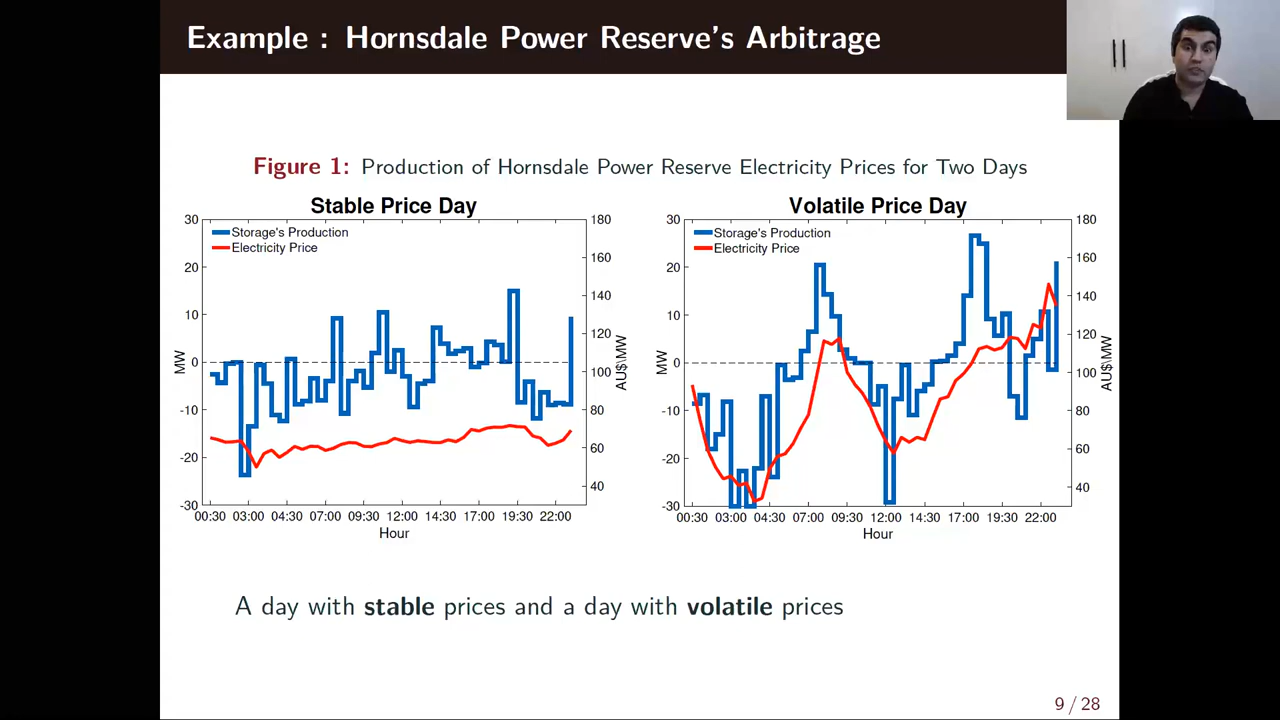 Example : Hornsdale Power Reserve's Arbitrage
Figure 1: Production of Hornsdale Power Reserve Electricity Prices for Two Days
Stable Price Day
Storage's Production
Electricity Price
30
20
10
0
-10
-20
-30
MW
180
160
140
120
100
80
60
40
AU$\MW
00:30 03:00 04:30 07:00 09:30 12:00 14:30 17:00 19:30 22:00
Hour
Volatile Price Day
Storage's Production
Electricity Price
30
20
10
0
-10
-20
-30
MW
180
160
140
120
100
80
60
40
AU$\MW
00:30 03:00 04:30 07:00 09:30 12:00 14:30 17:00 19:30 22:00
Hour
A day with stable prices and a day with volatile prices
9 / 28